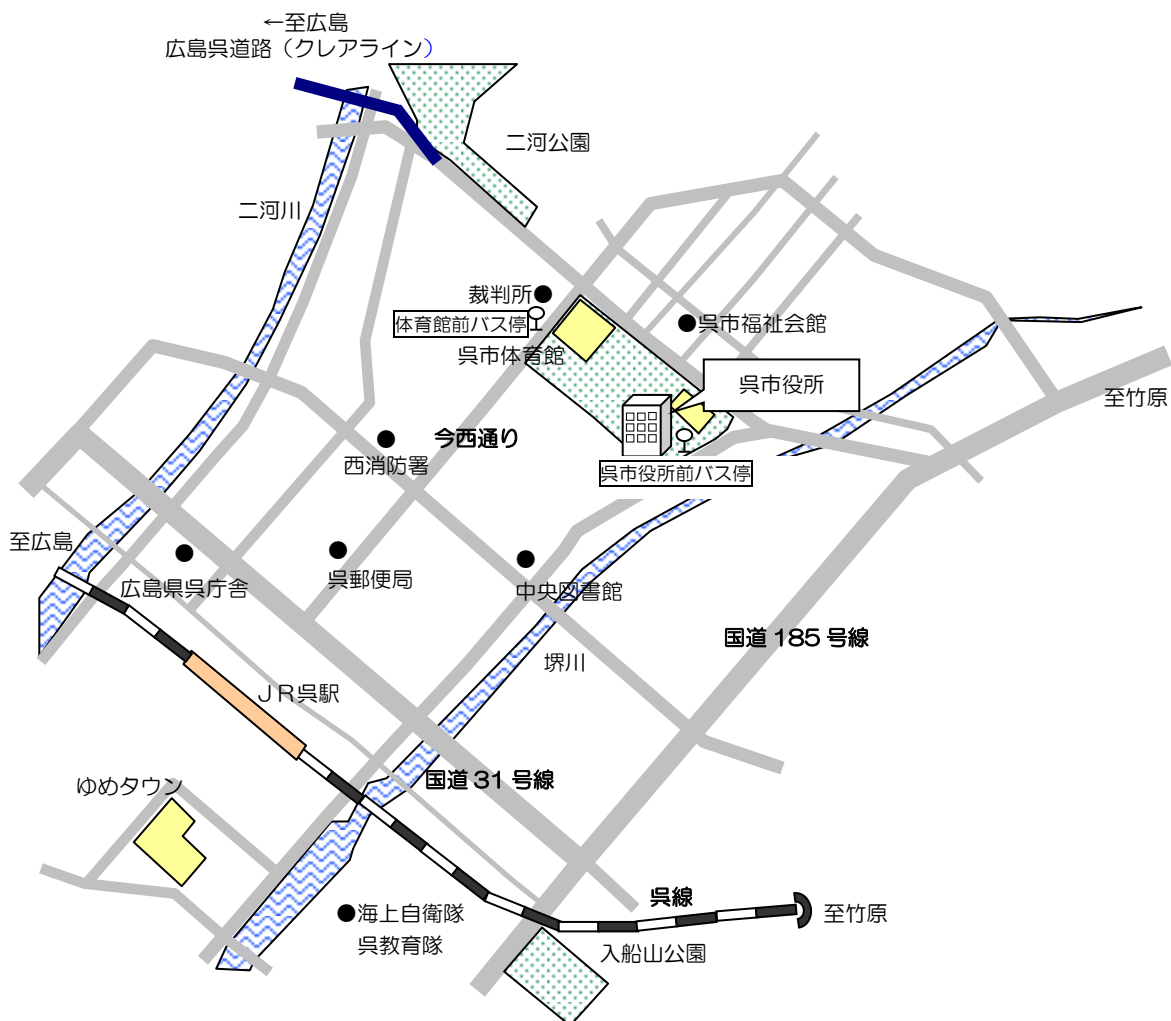 ←至広島
広島呉道路（クレアライン）
二河公園
二河川
裁判所
体育館前バス停
呉市福祉会館
呉市体育館
呉市役所
至竹原
今西通り
西消防署
呉市役所前バス停
至広島
広島県呉庁舎
呉郵便局
中央図書館
国道185号線
堺川
ＪＲ呉駅
国道31号線
ゆめタウン
呉線
海上自衛隊
呉教育隊
至竹原
入船山公園